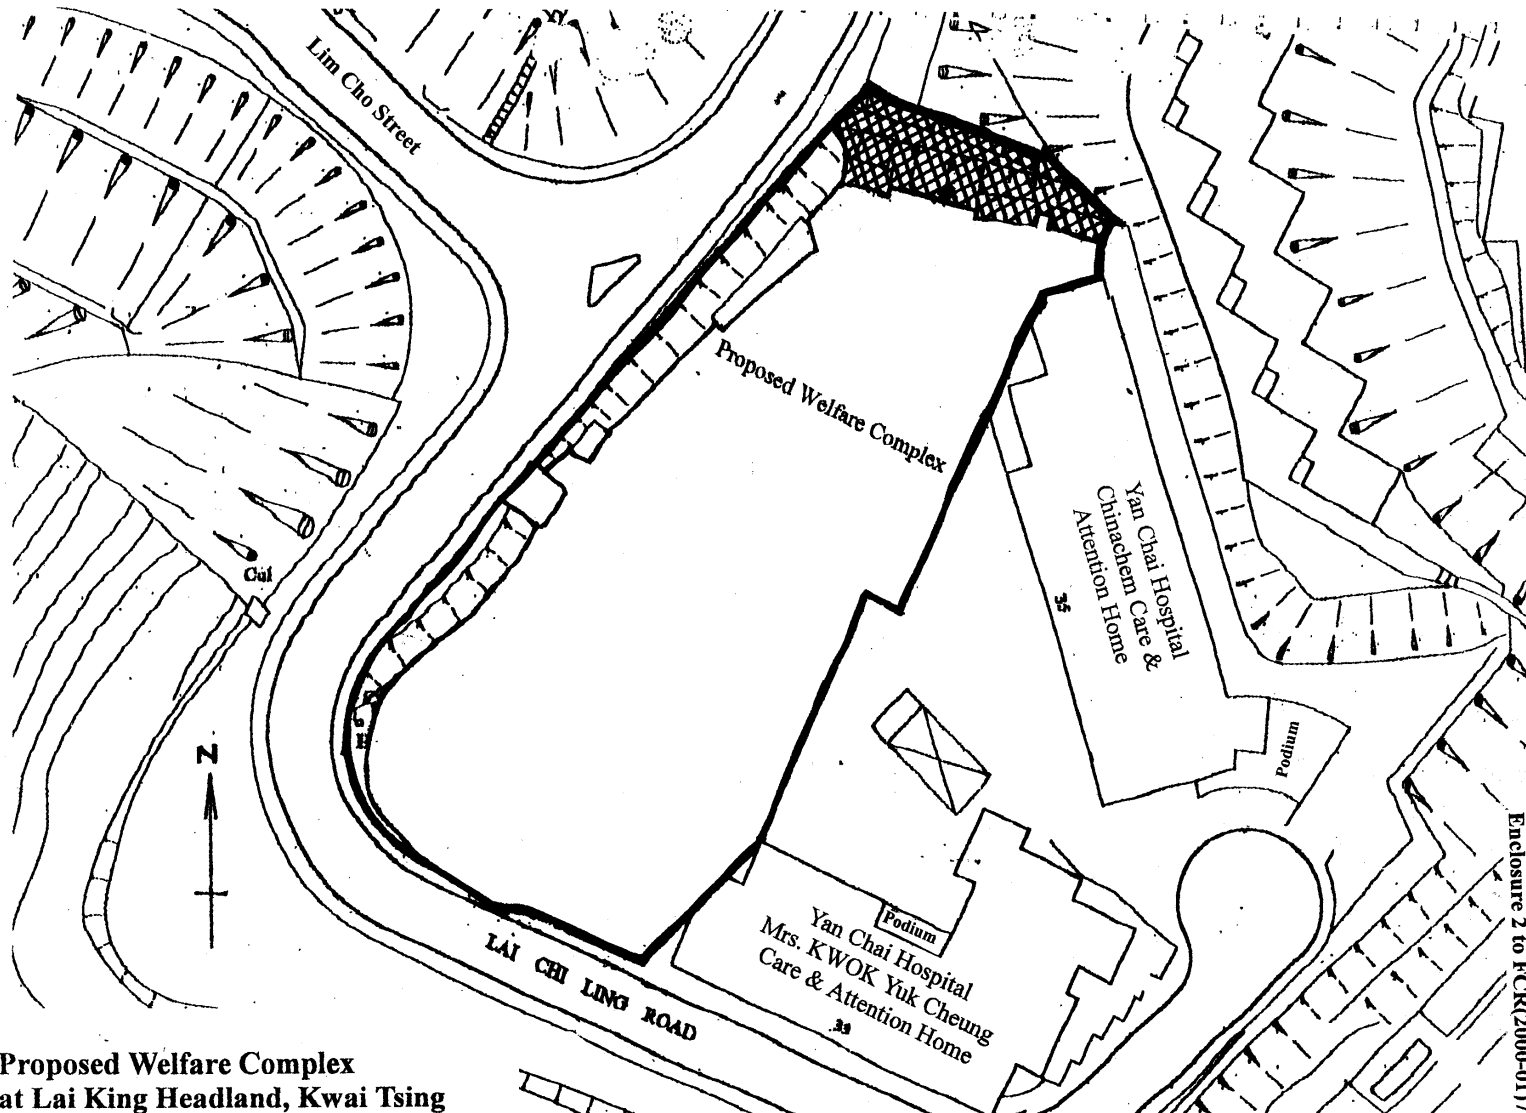 Lim Cho Street
Proposed Welfare Complex
Yan Chai Hospital
Chinachem Care &
Attention Home
35
Cul
N
Podium
Podium
Yan Chai Hospital
Mrs. KWOK Yuk Cheung
Care & Attention Home
33
LAI CHI LING ROAD
Proposed Welfare Complex
at Lai King Headland, Kwai Tsing
Enclosure 2 to FCR(2000-01)